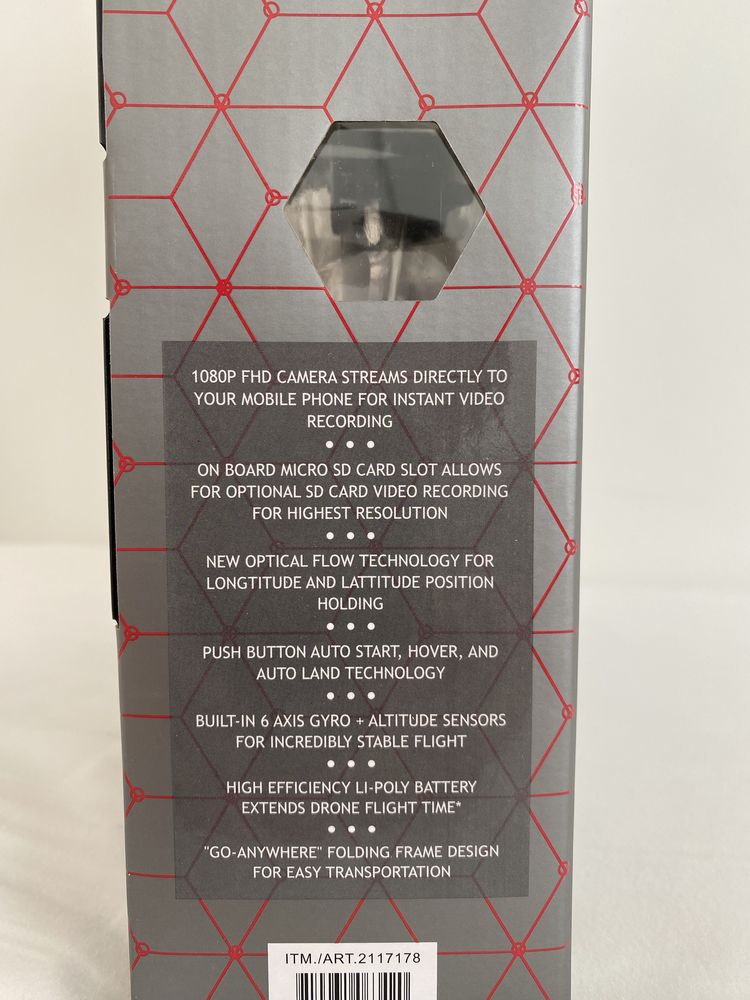 1080P FHD CAMERA STREAMS DIRECTLY TO
YOUR MOBILE PHONE FOR INSTANT VIDEO
RECORDING
ON BOARD MICRO SD CARD SLOT ALLOWS
FOR OPTIONAL SD CARD VIDEO RECORDING
FOR HIGHEST RESOLUTION
NEW OPTICAL FLOW TECHNOLOGY FOR
LONGTITUDE AND LATTITUDE POSITION
HOLDING
PUSH BUTTON AUTO START, HOVER, AND
AUTO LAND TECHNOLOGY
BUILT-IN 6 AXIS GYRO + ALTITUDE SENSORS
FOR INCREDIBLY STABLE FLIGHT
HIGH EFFICIENCY LI-POLY BATTERY
EXTENDS DRONE FLIGHT TIME*
"GO-ANYWHERE" FOLDING FRAME DESIGN
FOR EASY TRANSPORTATION
ITM./ART.2117178